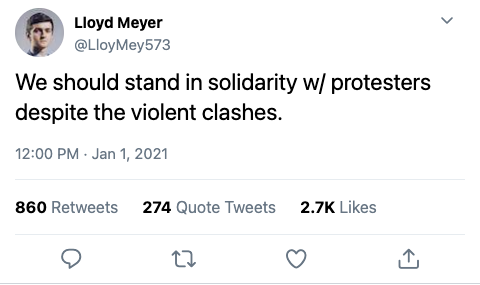 Lloyd Meyer
@LloyMey573
We should stand in solidarity w/ protesters
despite the violent clashes.
12:00 PM · Jan 1, 2021
860 Retweets 274 Quote Tweets 2.7K Likes